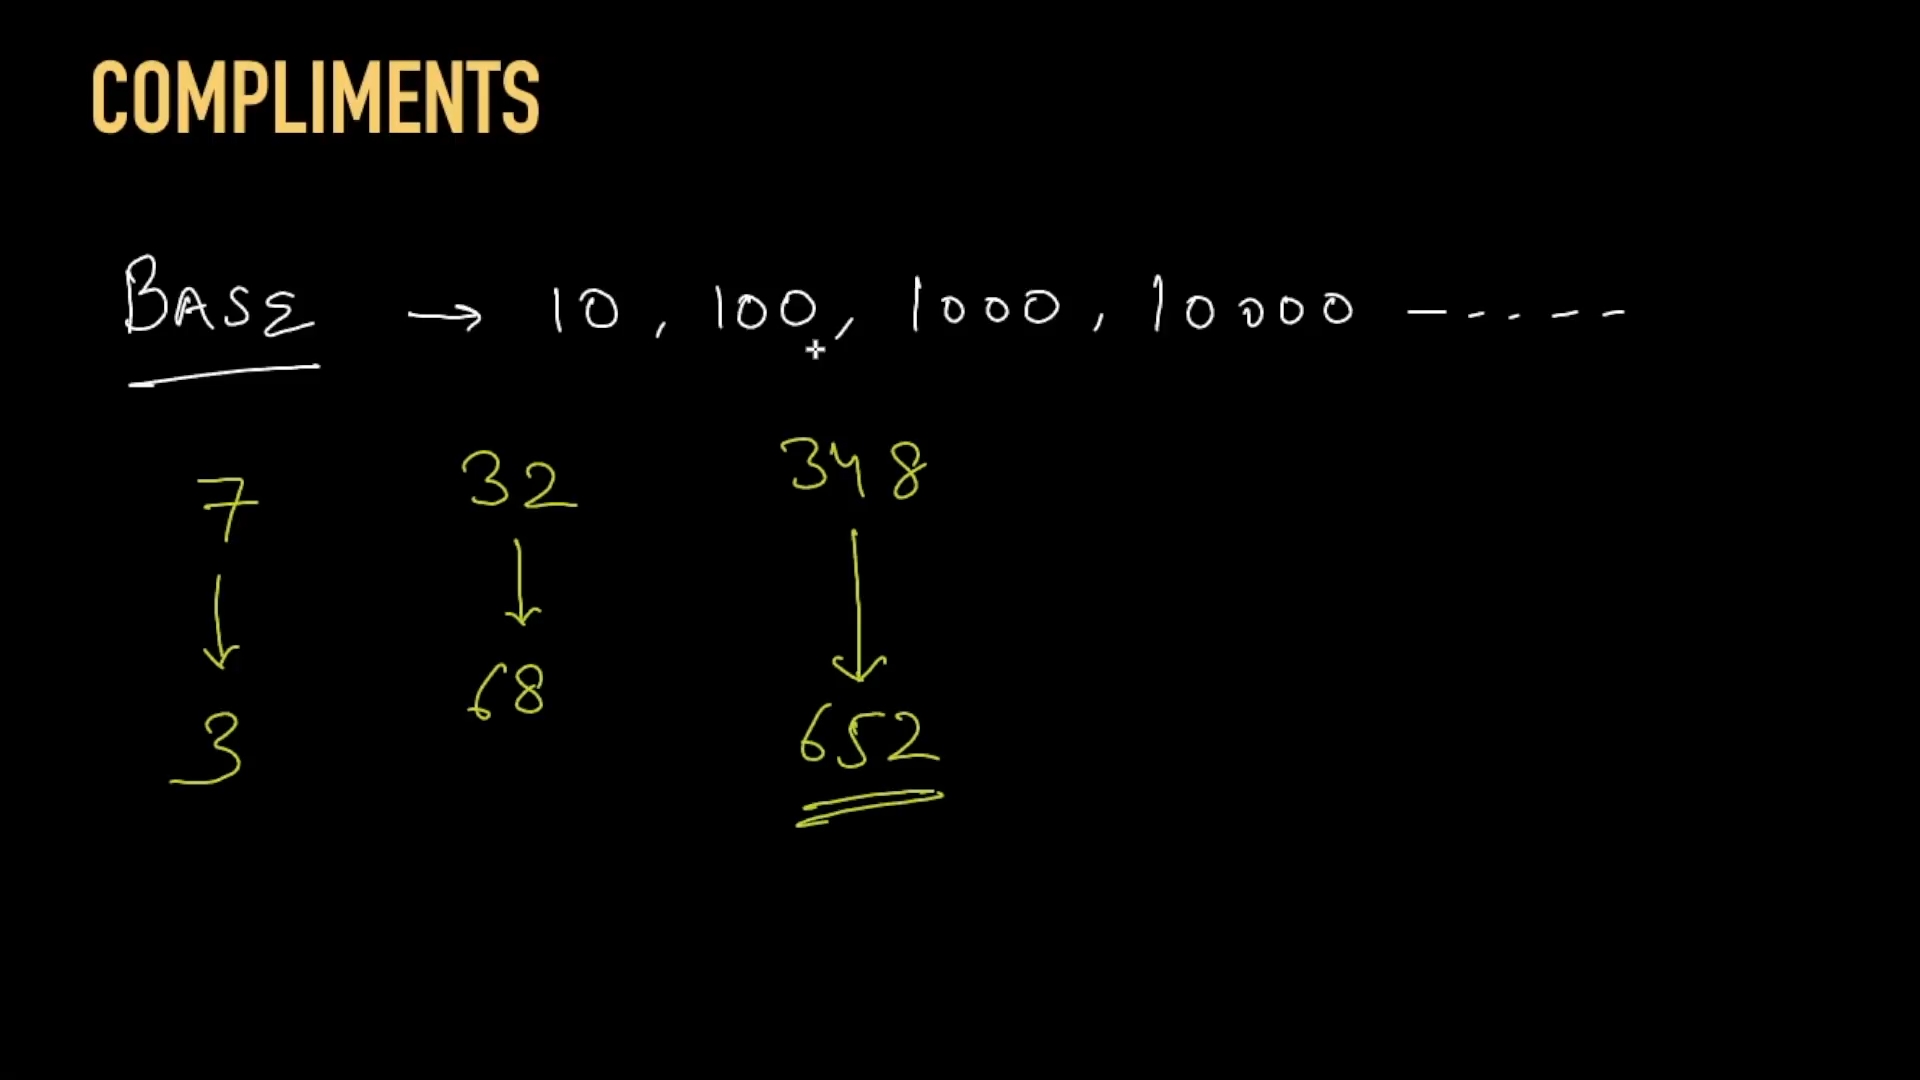 COMPLIMENTS
BASE → 10, 100, 1000, 10000 -----
7 32 348
↓ ↓ ↓
3 68 652